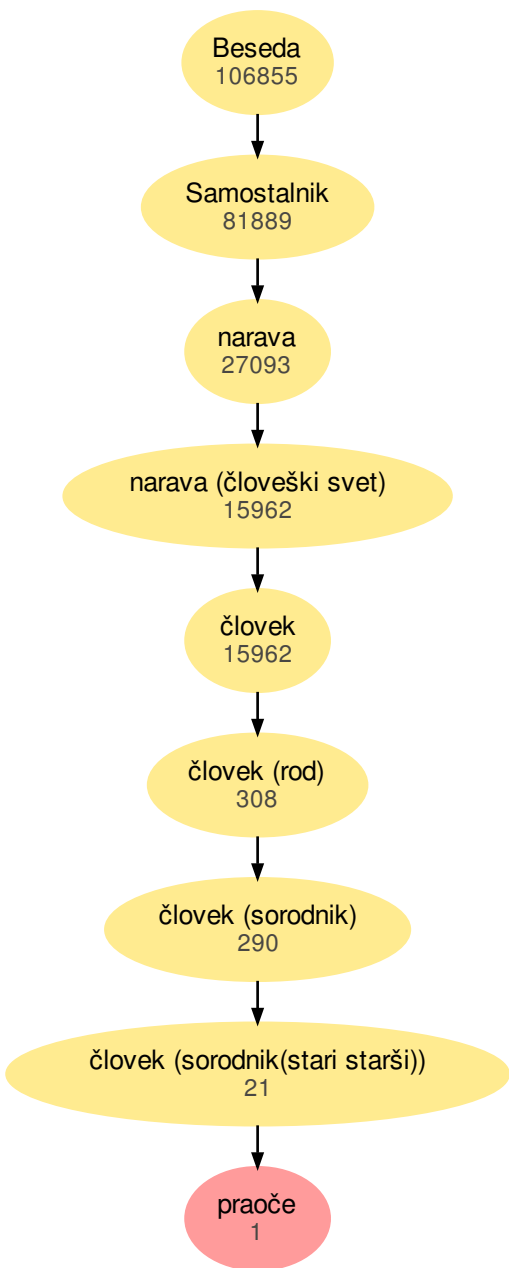 Beseda
106855
Samostalnik
81889
narava
27093
narava (človeški svet)
15962
človek
15962
človek (rod)
308
človek (sorodnik)
290
človek (sorodnik(stari starši))
21
praoče
1